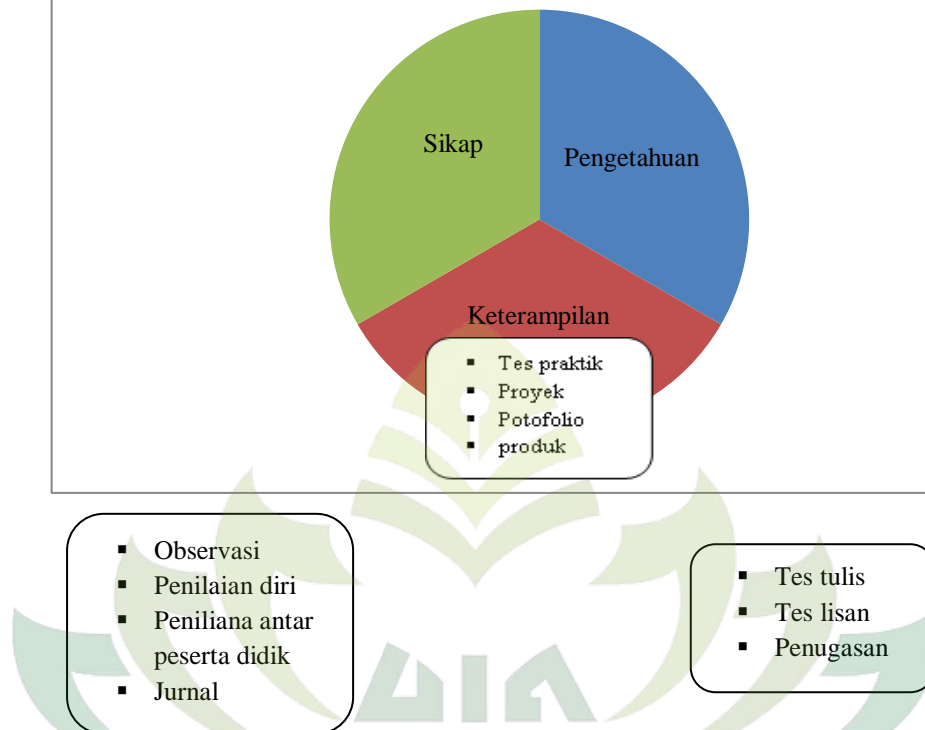 Sikap
Pengetahuan
Keterampilan
▪ Tes praktik
▪ Proyek
▪ Potofolio
▪ produk
▪ Observasi
▪ Penilaian diri
▪ Peniliana antar
peserta didik
▪ Jurnal
▪ Tes tulis
▪ Tes lisan
▪ Penugasan